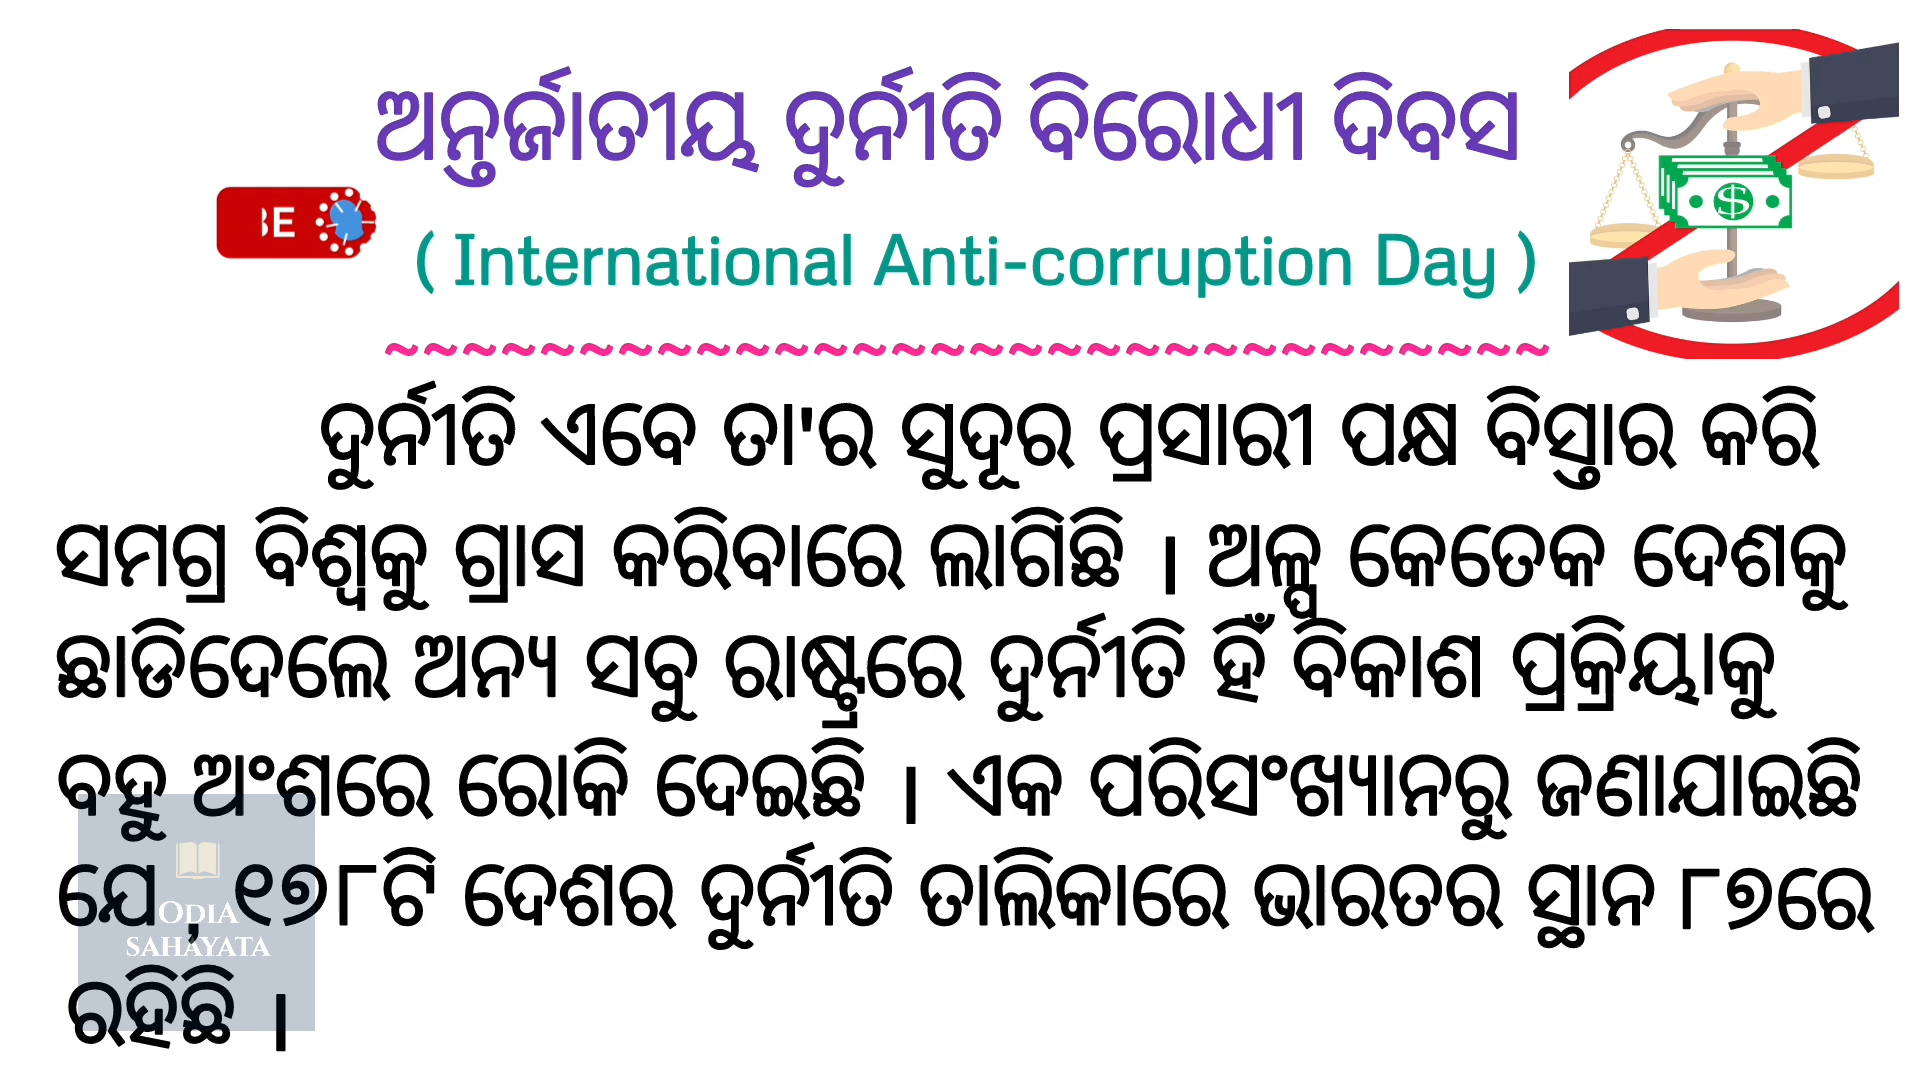 ଅନ୍ତର୍ଜାତୀୟ ଦୁର୍ନୀତି ବିରୋଧୀ ଦିବସ
BE
( International Anti-corruption Day )
~~~~~~~~~~~~~~~~~~~~~~~~~~~~~~
ଦୁର୍ନୀତି ଏବେ ତା'ର ସୁଦୂର ପ୍ରସାରୀ ପକ୍ଷ ବିସ୍ତାର କରି
ସମଗ୍ର ବିଶ୍ୱକୁ ଗ୍ରାସ କରିବାରେ ଲାଗିଛି । ଅଳ୍ପ କେତେକ ଦେଶକୁ
ଛାଡିଦେଲେ ଅନ୍ୟ ସବୁ ରାଷ୍ଟ୍ରରେ ଦୁର୍ନୀତି ହିଁ ବିକାଶ ପ୍ରକ୍ରିୟାକୁ
ବହୁ ଅଂଶରେ ରୋକି ଦେଇଛି । ଏକ ପରିସଂଖ୍ୟାନରୁ ଜଣାଯାଇଛି
ଯେ ,୧୭୮ଟି ଦେଶର ଦୁର୍ନୀତି ତାଲିକାରେ ଭାରତର ସ୍ଥାନ ୮୭ରେ
ରହିଛି ।
ODIA
SAHAYATA